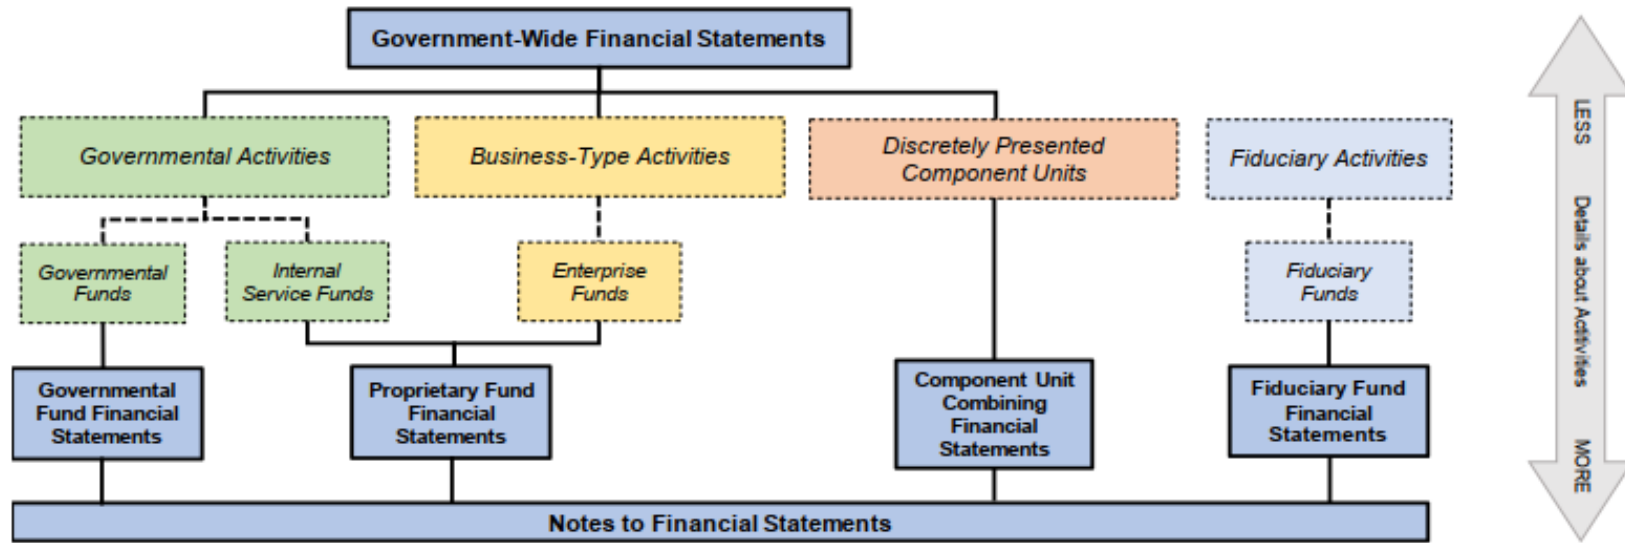 Government-Wide Financial Statements
Governmental Activities
Business-Type Activities
Discretely Presented
Component Units
Fiduciary Activities
Governmental
Funds
Internal
Service Funds
Enterprise
Funds
Fiduciary
Funds
Governmental
Fund Financial
Statements
Proprietary Fund
Financial
Statements
Component Unit
Combining
Financial
Statements
Fiduciary Fund
Financial
Statements
Notes to Financial Statements
LESS Details about Actitivities MORE